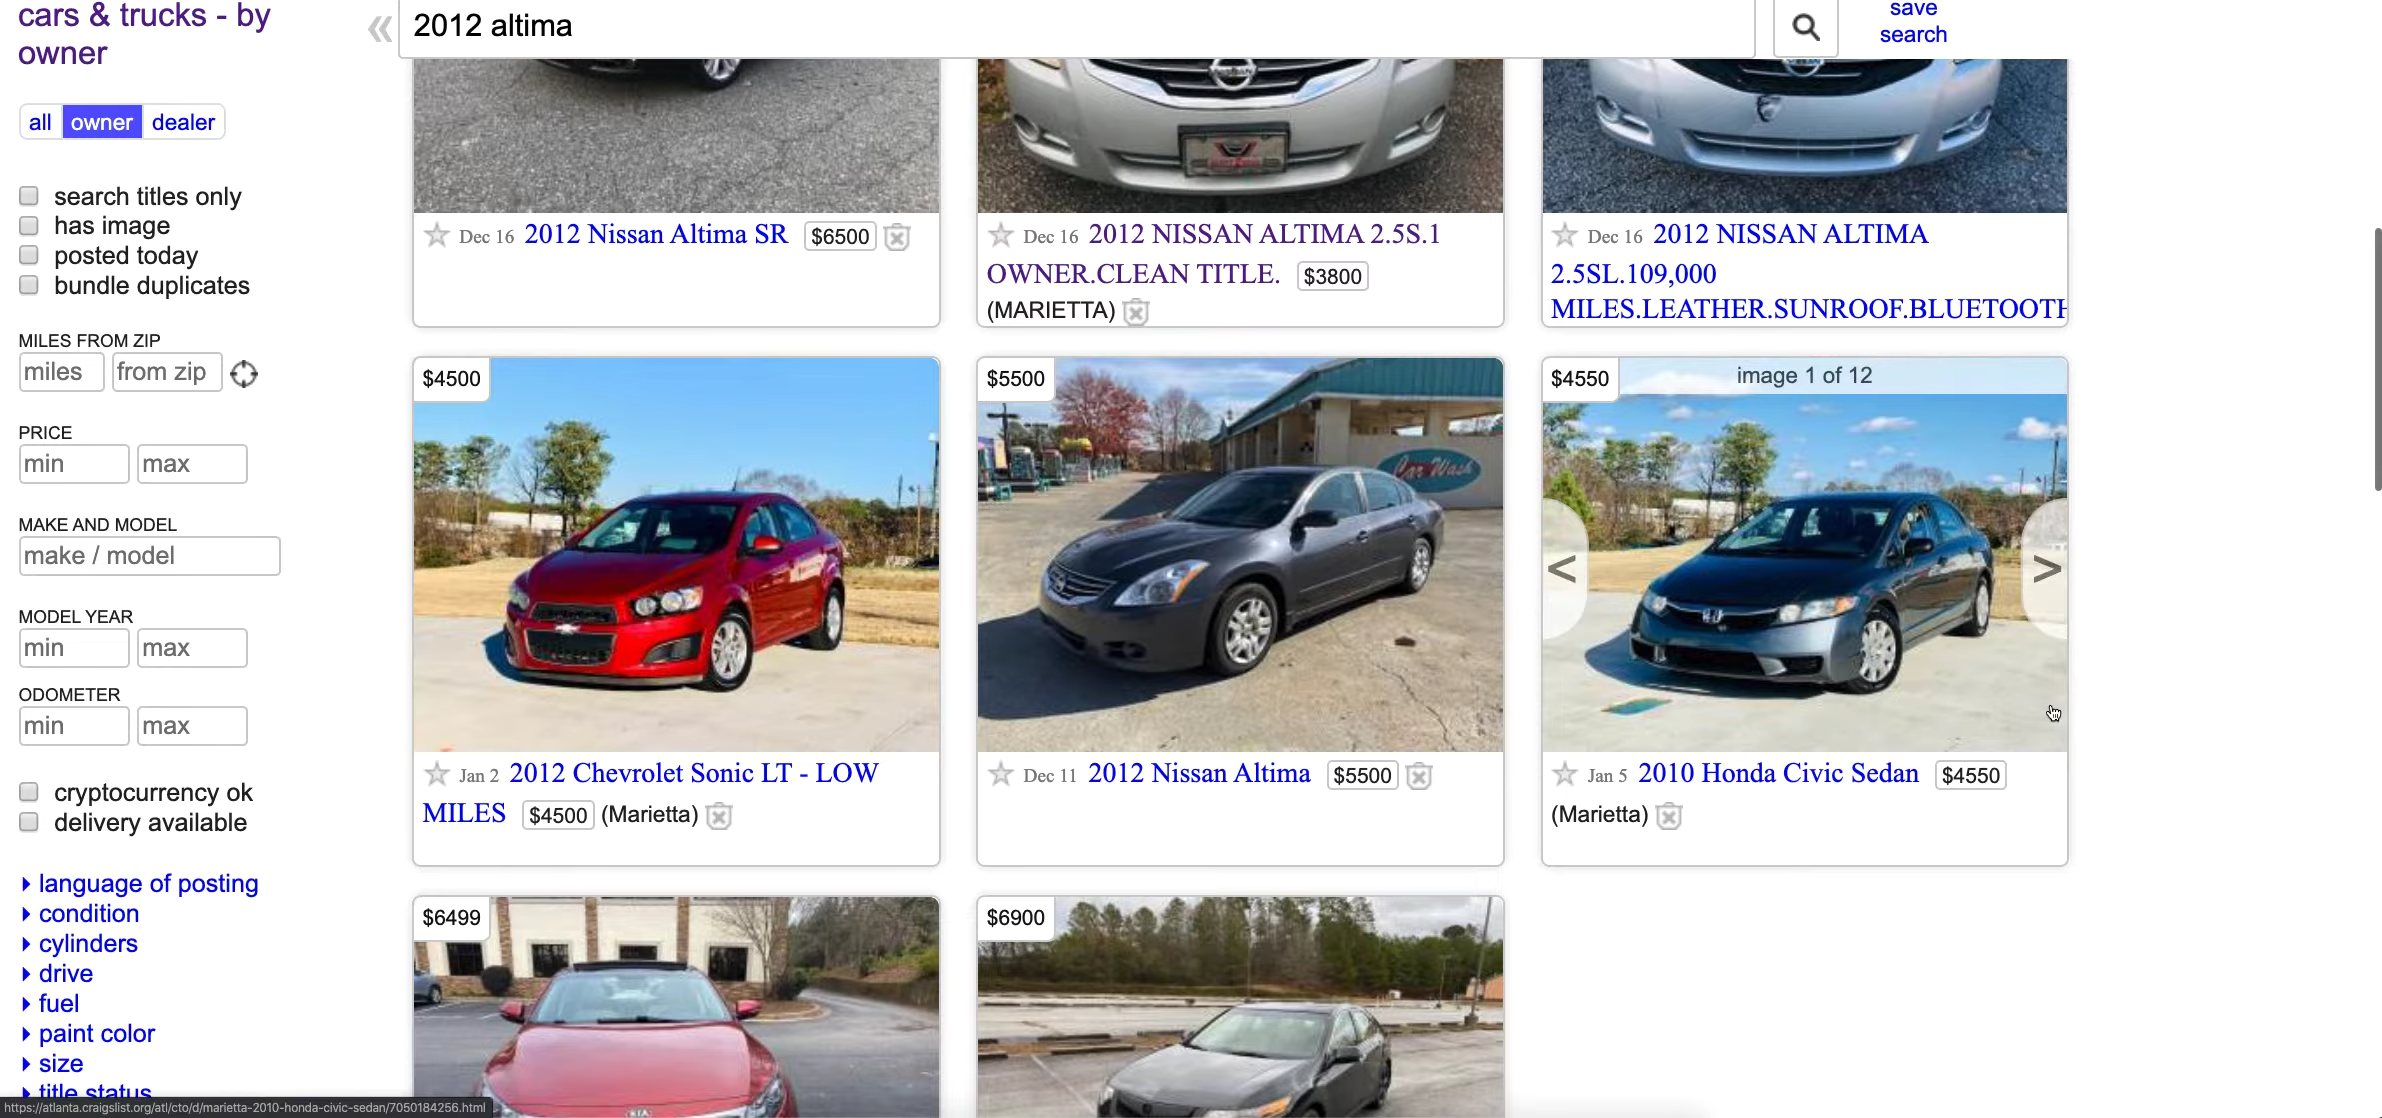 cars & trucks - by
owner
«
2012 altima
save
search
all owner dealer
search titles only
has image
posted today
bundle duplicates
MILES FROM ZIP
miles
from zip
PRICE
min
max
MAKE AND MODEL
make / model
MODEL YEAR
min
max
ODOMETER
min
max
cryptocurrency ok
delivery available
language of posting
condition
cylinders
drive
fuel
paint color
size
title status
https://atlanta.craigslist.org/atl/cto/d/marietta-2010-honda-civic-sedan/7050184256.html
Dec 16 2012 Nissan Altima SR $6500
Dec 16 2012 NISSAN ALTIMA 2.5S.1
OWNER.CLEAN TITLE. $3800
(MARIETTA)
Dec 16 2012 NISSAN ALTIMA
2.5SL.109,000
MILES.LEATHER.SUNROOF.BLUETOOTH
$4500
Jan 2 2012 Chevrolet Sonic LT - LOW
MILES $4500 (Marietta)
$5500
Car Wash
Dec 11 2012 Nissan Altima $5500
$4550
image 1 of 12
< >
Jan 5 2010 Honda Civic Sedan $4550
(Marietta)
$6499
KIA
$6900